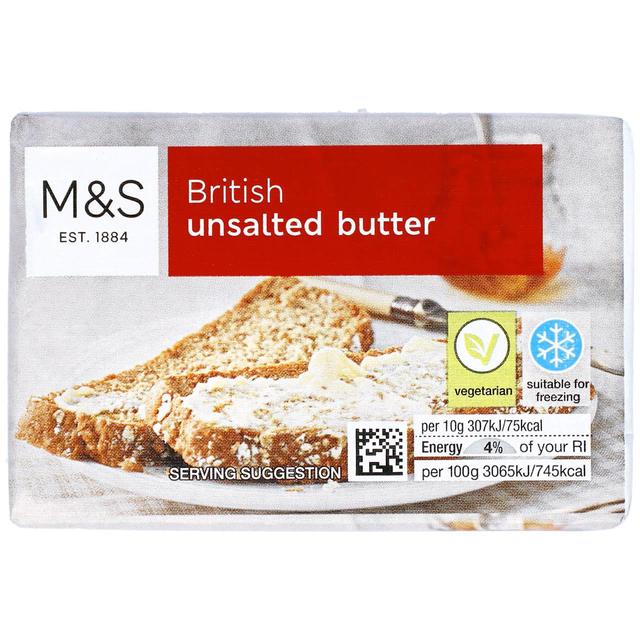 M&S
EST. 1884
British
unsalted butter
vegetarian
suitable for
freezing
per 10g 307kJ/75kcal
Energy 4% of your RI
per 100g 3065kJ/745kcal
SERVING SUGGESTION